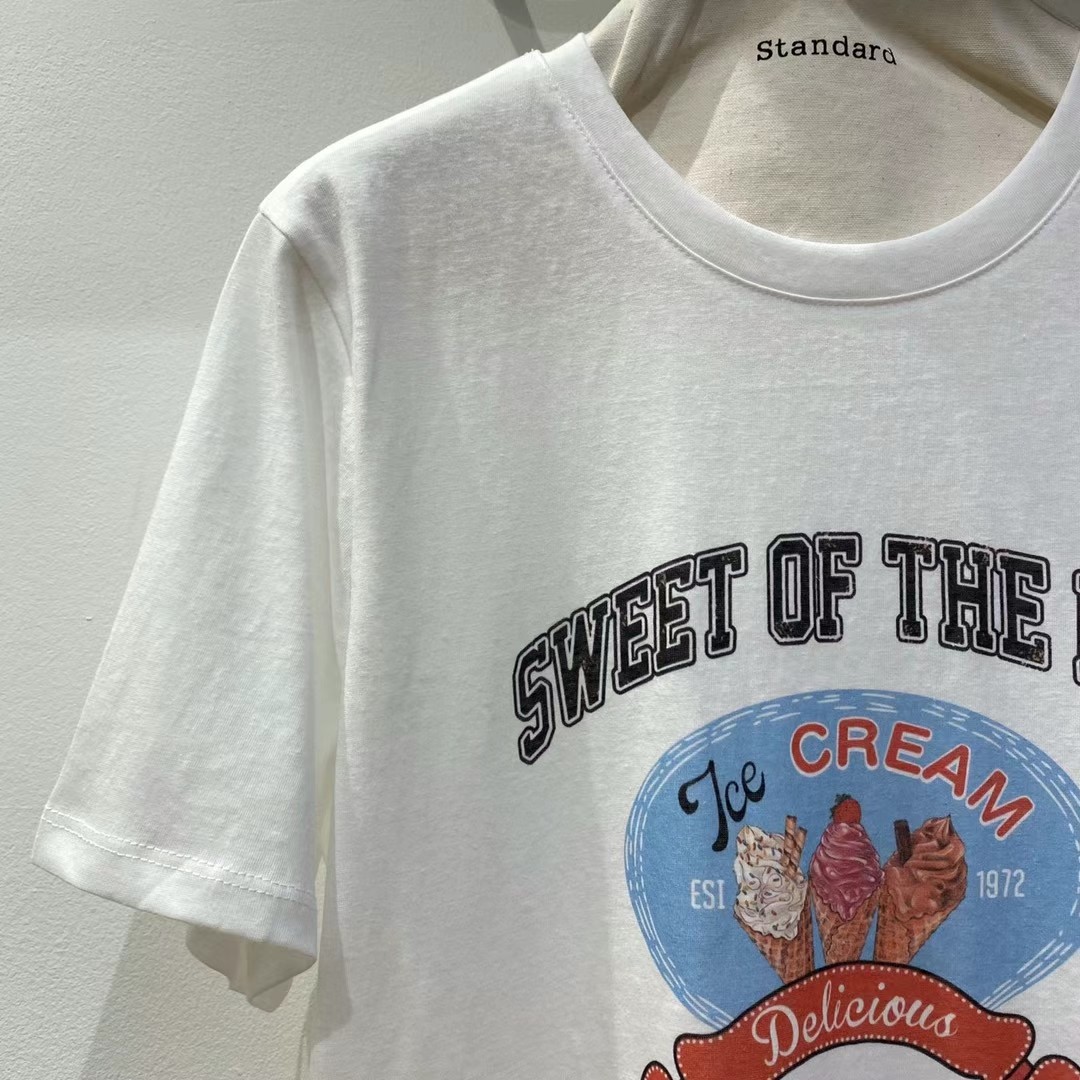 Standard
SWEET OF THE
Ice CREAM
ESI 1972
Delicious